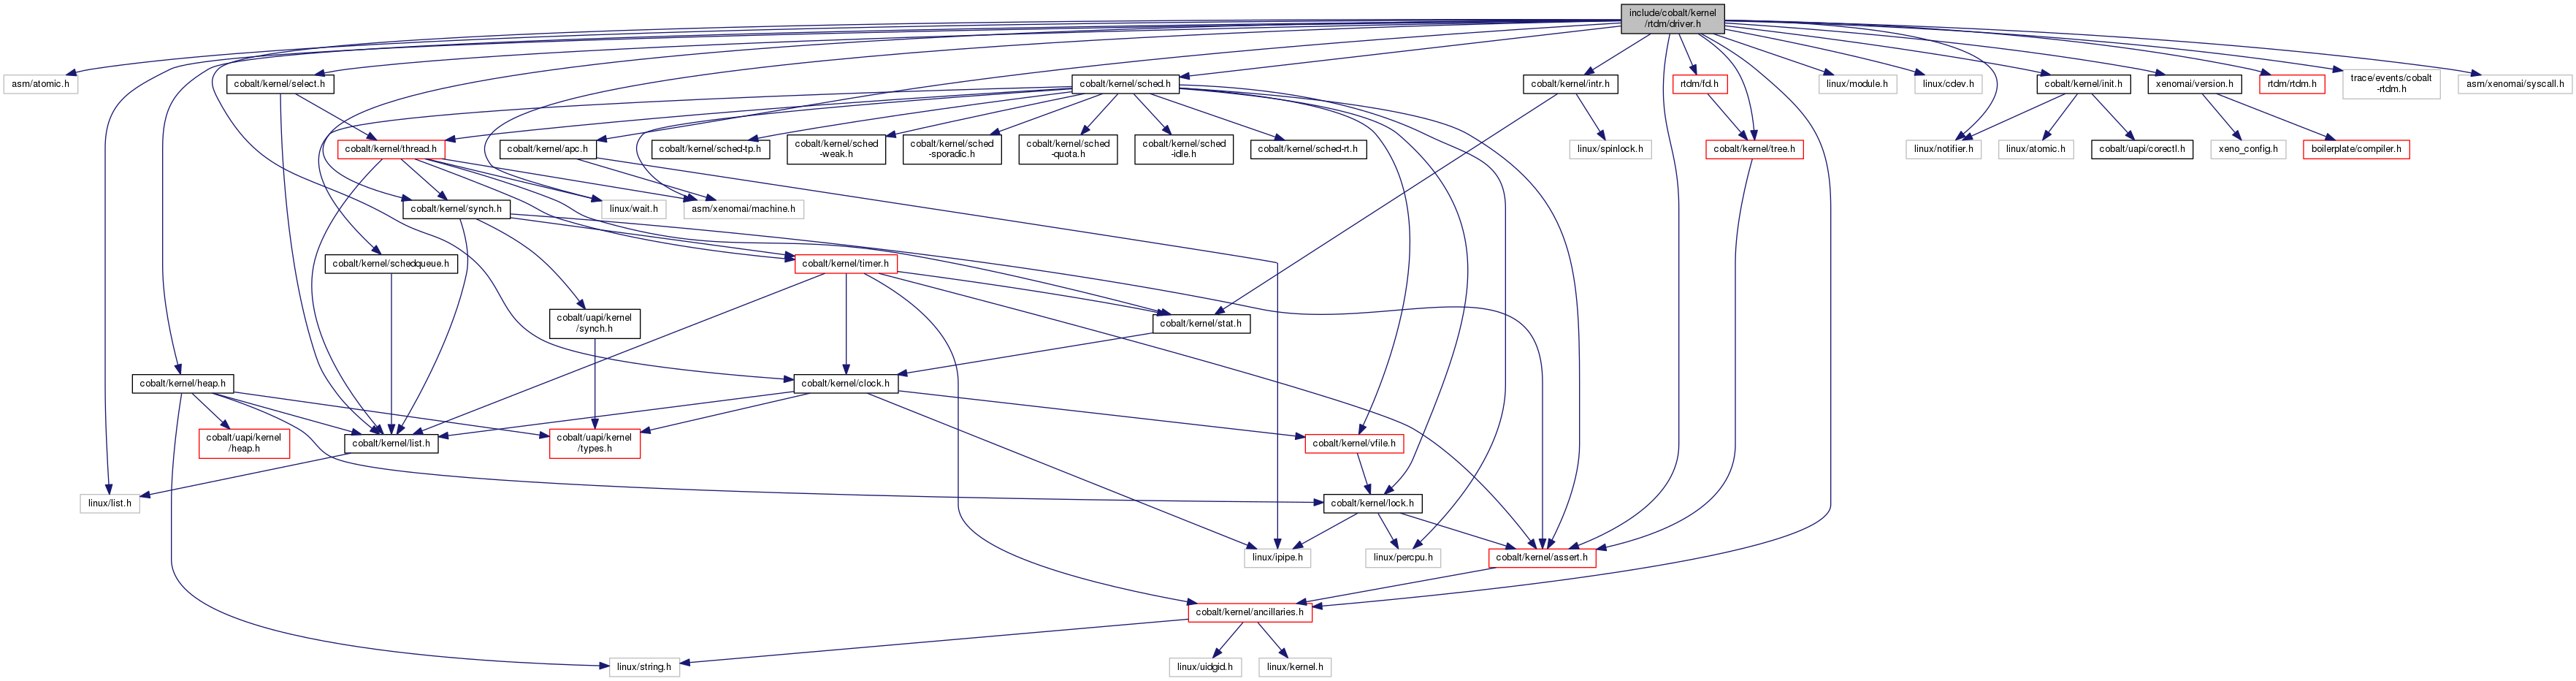 include/cobalt/kernel
/rtdm/driver.h
asm/atomic.h
cobalt/kernel/select.h
cobalt/kernel/sched.h
cobalt/kernel/intr.h
rtdm/fd.h
linux/module.h
linux/cdev.h
cobalt/kernel/init.h
xenomai/version.h
rtdm/rtdm.h
trace/events/cobalt
-rtdm.h
asm/xenomai/syscall.h
cobalt/kernel/thread.h
cobalt/kernel/apc.h
cobalt/kernel/sched-tp.h
cobalt/kernel/sched
-weak.h
cobalt/kernel/sched
-sporadic.h
cobalt/kernel/sched
-quota.h
cobalt/kernel/sched
-idle.h
cobalt/kernel/sched-rt.h
linux/spinlock.h
cobalt/kernel/tree.h
linux/notifier.h
linux/atomic.h
cobalt/uapi/corectl.h
xeno_config.h
boilerplate/compiler.h
cobalt/kernel/synch.h
linux/wait.h
asm/xenomai/machine.h
cobalt/kernel/schedqueue.h
cobalt/kernel/timer.h
cobalt/uapi/kernel
/synch.h
cobalt/kernel/stat.h
cobalt/kernel/heap.h
cobalt/kernel/clock.h
cobalt/uapi/kernel
/heap.h
cobalt/kernel/list.h
cobalt/uapi/kernel
/types.h
cobalt/kernel/vfile.h
linux/list.h
cobalt/kernel/lock.h
linux/ipipe.h
linux/percpu.h
cobalt/kernel/assert.h
cobalt/kernel/ancillaries.h
linux/string.h
linux/uidgid.h
linux/kernel.h